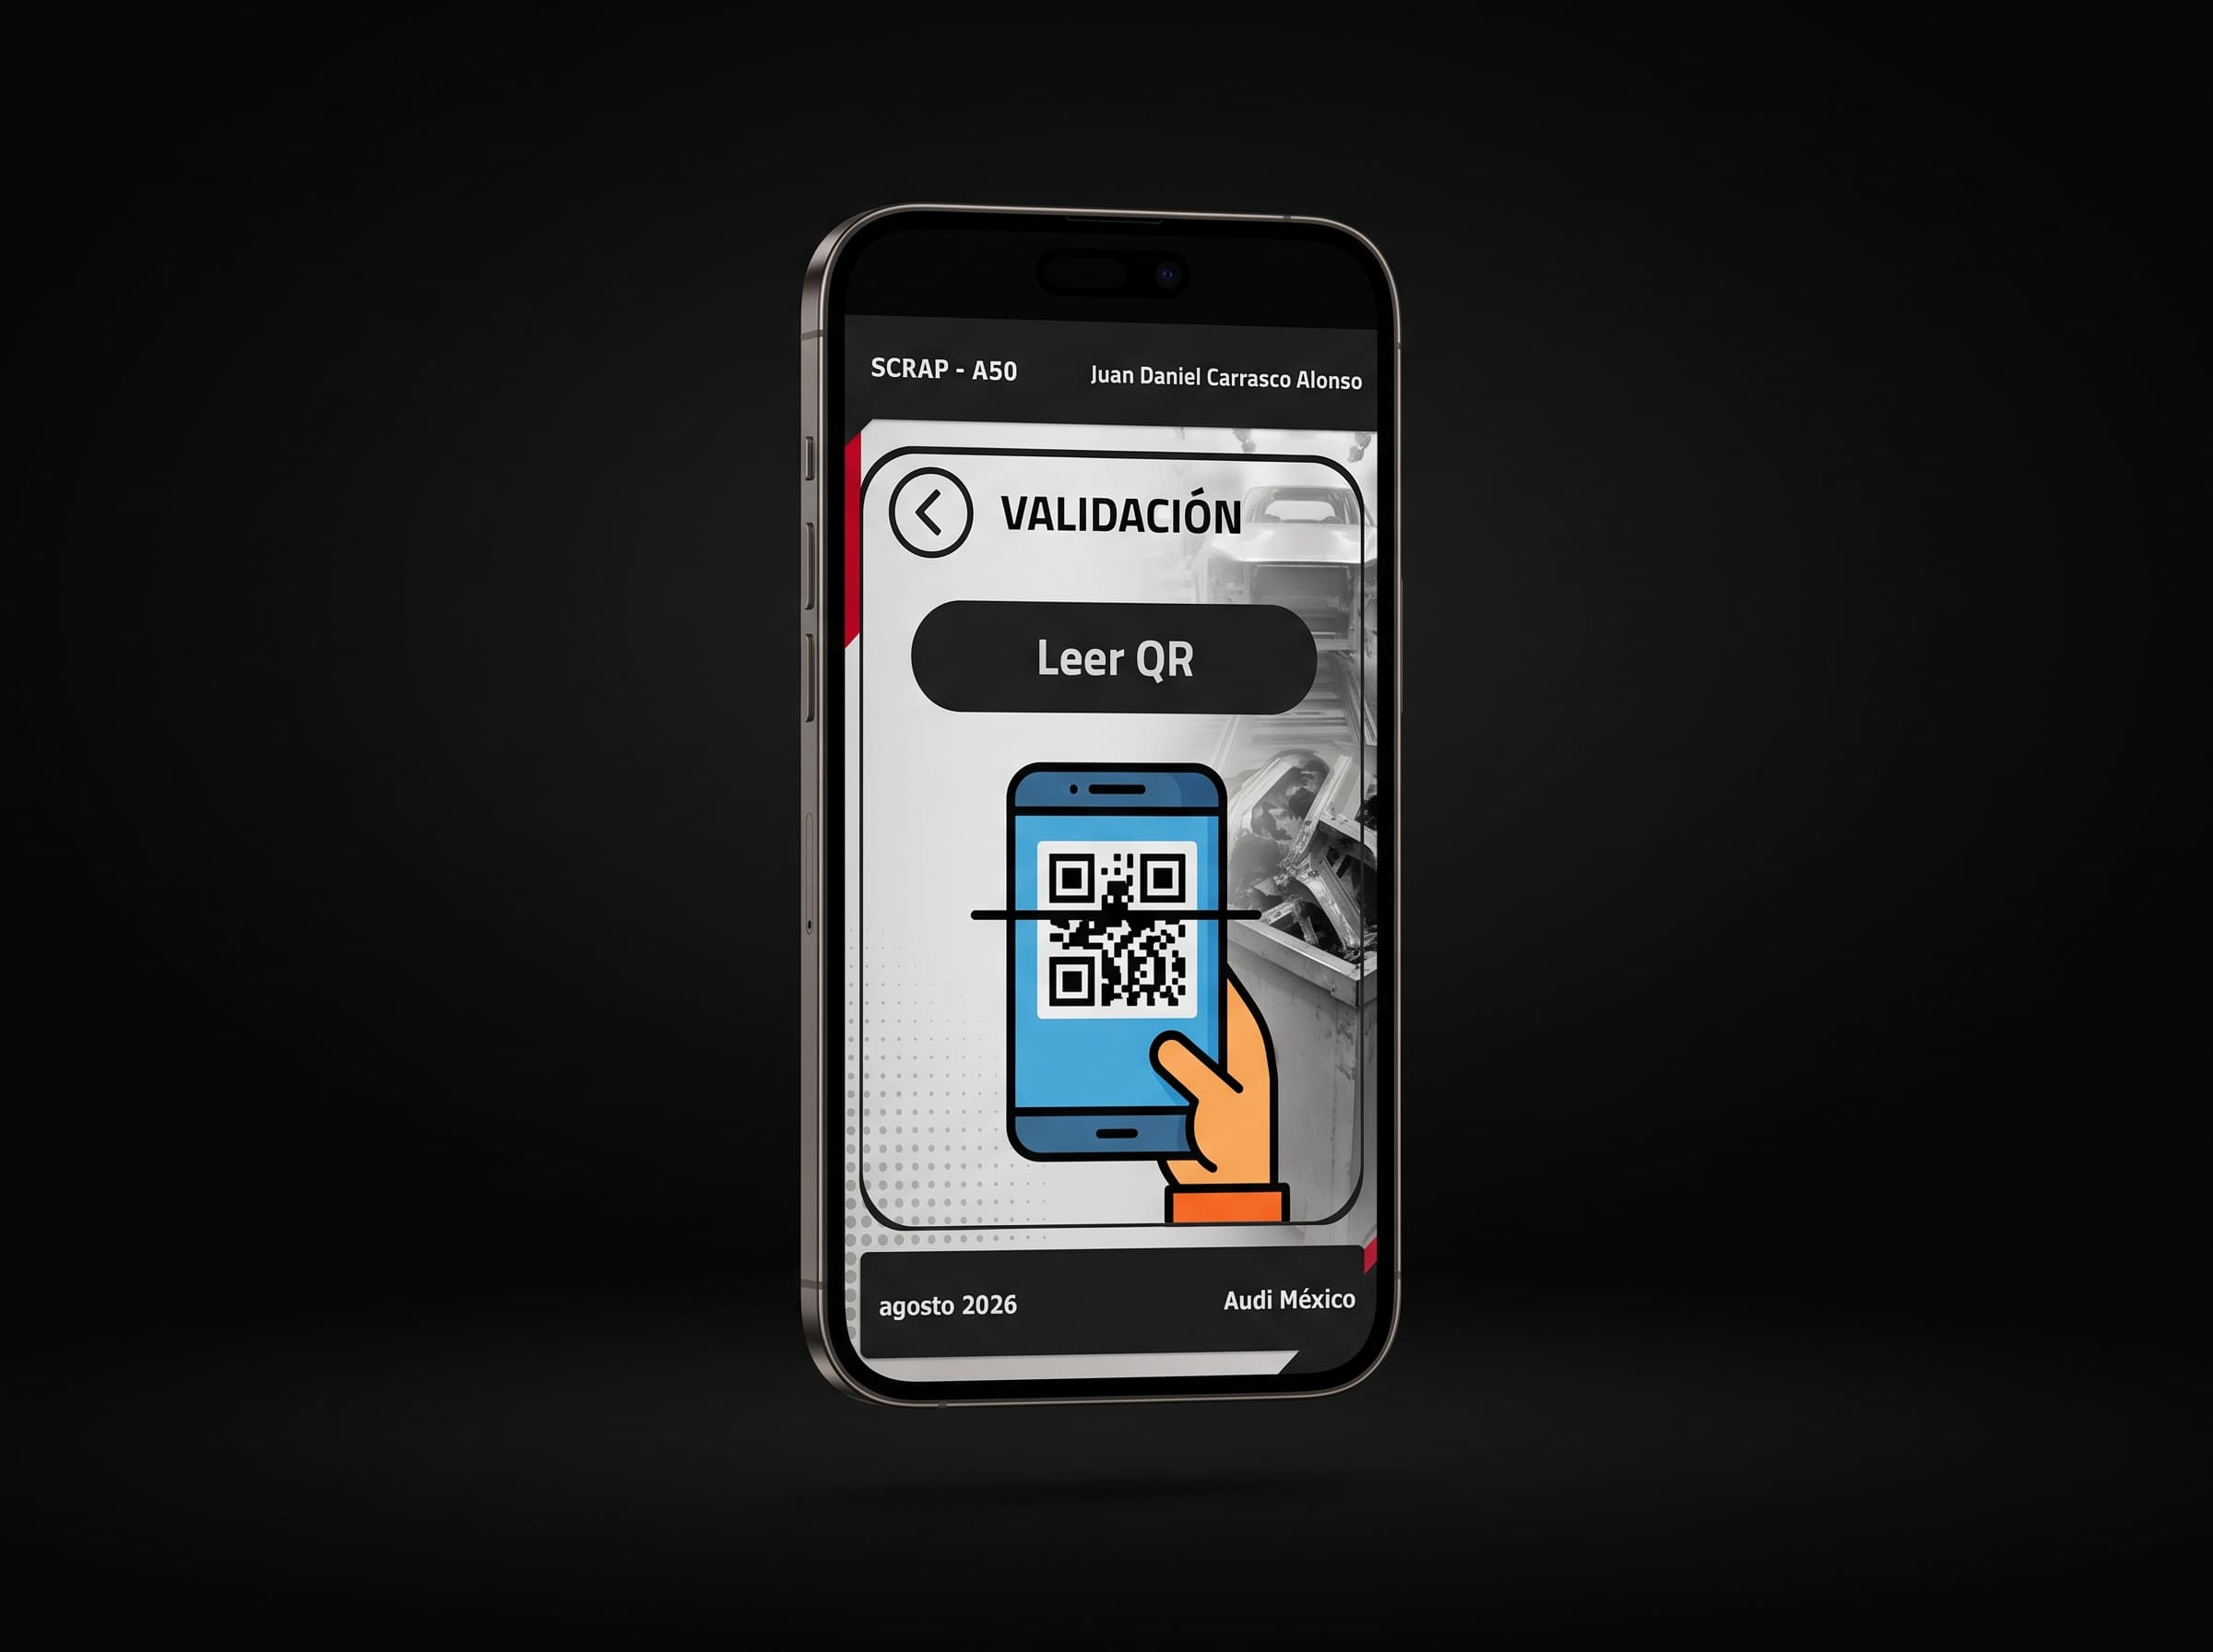 SCRAP - A50
Juan Daniel Carrasco Alonso
VALIDACIÓN
Leer QR
agosto 2026
Audi México